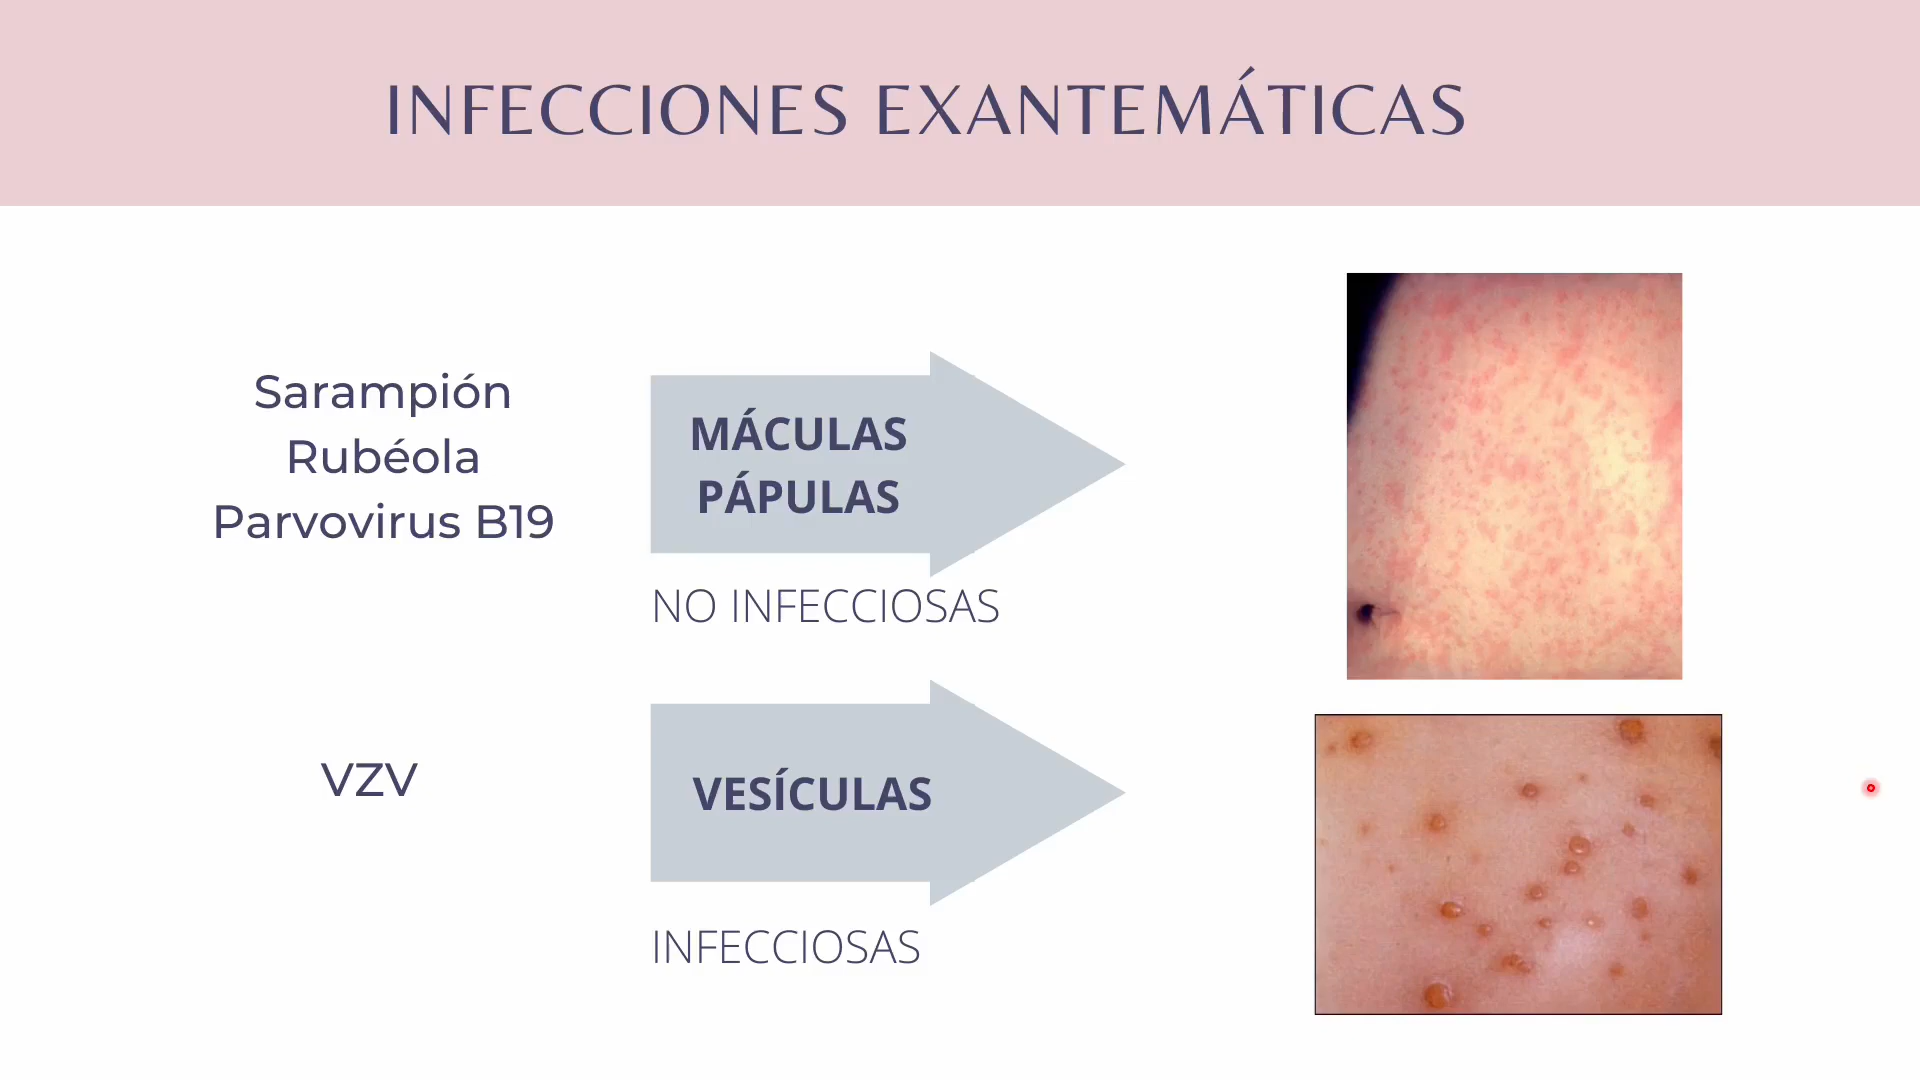 INFECCIONES EXANTEMÁTICAS
Sarampión
Rubéola
Parvovirus B19
MÁCULAS
PÁPULAS
NO INFECCIOSAS
VZV
VESÍCULAS
INFECCIOSAS